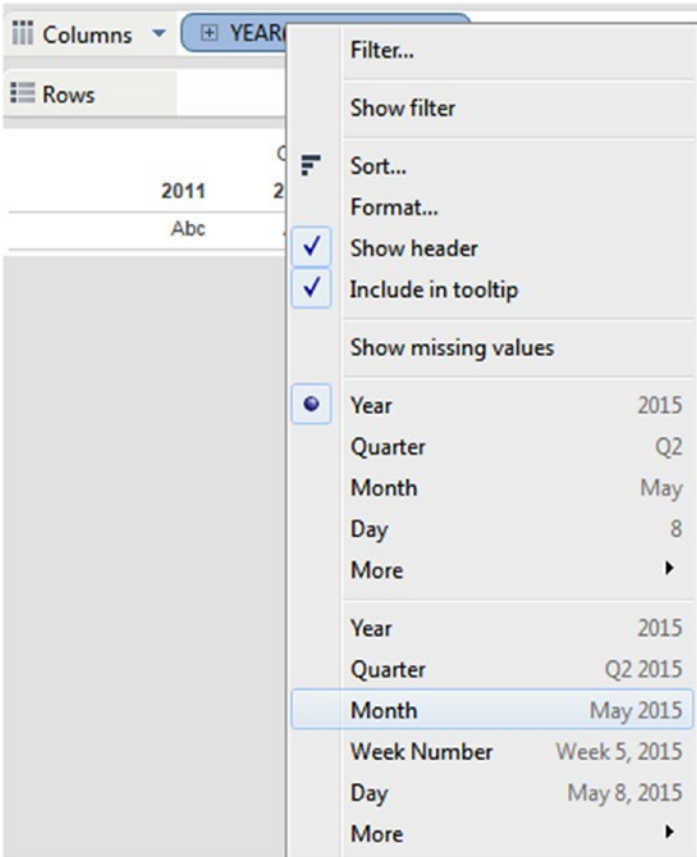 Columns YEAR(
Filter...
Rows
Show filter
Sort...
2011 2
Format...
Abc
Show header
Include in tooltip
Show missing values
Year 2015
Quarter Q2
Month May
Day 8
More
Year 2015
Quarter Q2 2015
Month May 2015
Week Number Week 5, 2015
Day May 8, 2015
More